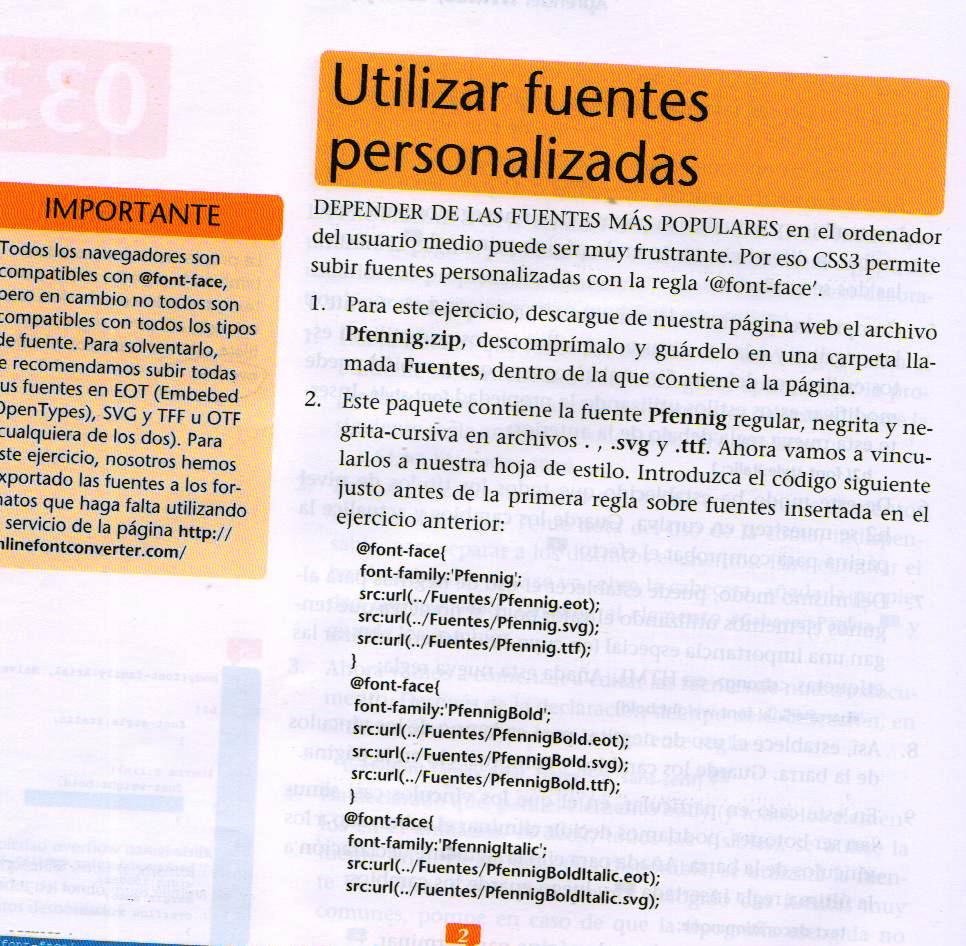 Utilizar fuentes
personalizadas
IMPORTANTE
Todos los navegadores son
compatibles con @font-face,
pero en cambio no todos son
compatibles con todos los tipos
de fuente. Para solventarlo,
e recomendamos subir todas
us fuentes en EOT (Embebed
OpenTypes), SVG y TFF u OTF
cualquiera de los dos). Para
ste ejercicio, nosotros hemos
xportado las fuentes a los for-
matos que haga falta utilizando
servicio de la página http://
nlinefontconverter.com/
DEPENDER DE LAS FUENTES MÁS POPULARES en el ordenador
del usuario medio puede ser muy frustrante. Por eso CSS3 permite
subir fuentes personalizadas con la regla ‘@font-face’.
1. Para este ejercicio, descargue de nuestra página web el archivo
Pfennig.zip, descomprímalo y guárdelo en una carpeta lla-
mada Fuentes, dentro de la que contiene a la página.
2. Este paquete contiene la fuente Pfennig regular, negrita y ne-
grita-cursiva en archivos . , .svg y .ttf. Ahora vamos a vincu-
larlos a nuestra hoja de estilo. Introduzca el código siguiente
justo antes de la primera regla sobre fuentes insertada en el
ejercicio anterior:
@font-face{
font-family:'Pfennig';
src:url(../Fuentes/Pfennig.eot);
src:url(../Fuentes/Pfennig.svg);
src:url(../Fuentes/Pfennig.ttf);
}
@font-face{
font-family:'PfennigBold';
src:url(../Fuentes/PfennigBold.eot);
src:url(../Fuentes/PfennigBold.svg);
src:url(../Fuentes/PfennigBold.ttf);
}
@font-face{
font-family:'PfennigItalic';
src:url(../Fuentes/PfennigBoldItalic.eot);
src:url(../Fuentes/PfennigBoldItalic.svg);
2